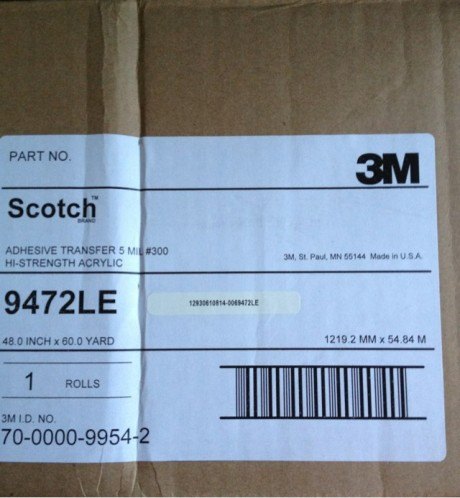 PART NO.
3M
Scotch™
BRAND
ADHESIVE TRANSFER 5 MIL #300
HI-STRENGTH ACRYLIC
3M, St. Paul, MN 55144 Made in U.S.A.
9472LE
12930610814-0069472LE
48.0 INCH x 60.0 YARD
1219.2 MM x 54.84 M
1 ROLLS
3M I.D. NO.
70-0000-9954-2